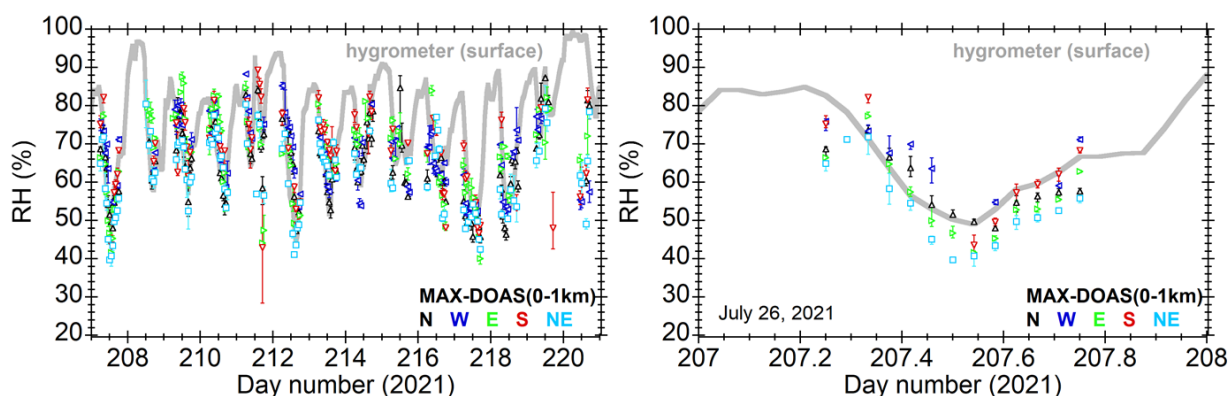 100
90
80
70
60
50
40
30
20
RH (%)
hygrometer (surface)
MAX-DOAS(0-1km)
N W E S NE
208 210 212 214 216 218 220
Day number (2021)
100
90
80
70
60
50
40
30
20
RH (%)
hygrometer (surface)
July 26, 2021
MAX-DOAS(0-1km)
N W E S NE
207 207.2 207.4 207.6 207.8 208
Day number (2021)